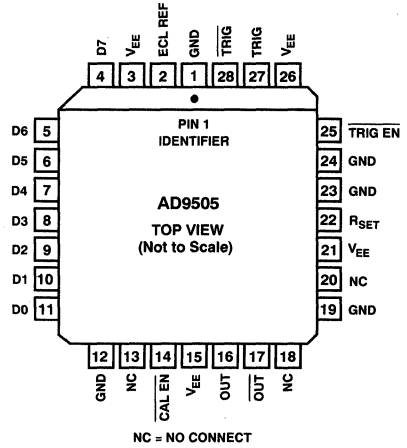 D7 VEE ECL REF GND TRIG TRIG VEE
4 3 2 1 28 27 26
PIN 1
IDENTIFIER
D6 5
D5 6
D4 7
D3 8
D2 9
D1 10
D0 11
AD9505
TOP VIEW
(Not to Scale)
25 TRIG EN
24 GND
23 GND
22 RSET
21 VEE
20 NC
19 GND
12 13 14 15 16 17 18
GND NC CAL EN VEE OUT OUT NC
NC = NO CONNECT